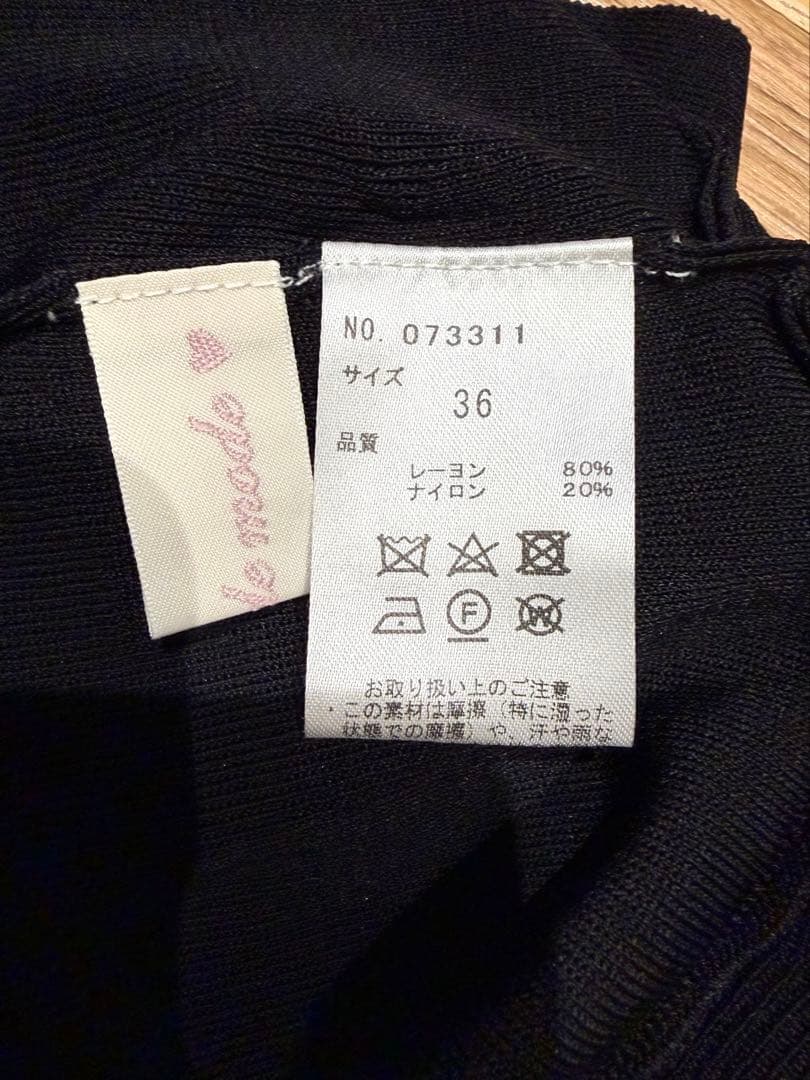 de mode
NO. 073311
サイズ
36
品質
レーヨン 80%
ナイロン 20%
F
W
お取り扱い上のご注意
・この素材は摩擦（特に湿った
状態での摩擦）や、汗や雨な